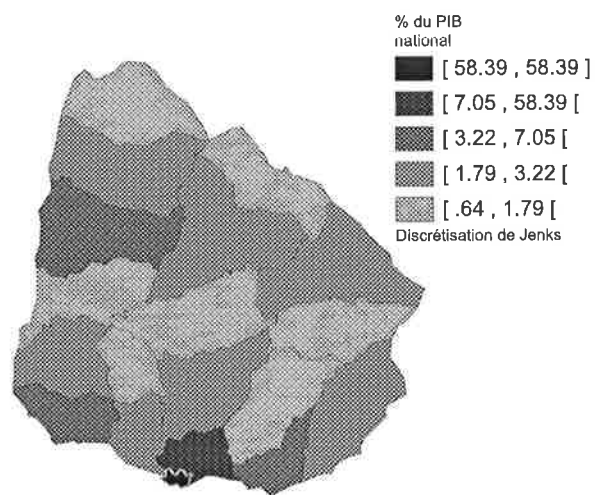 % du PIB
national
[ 58.39 , 58.39 ]
[ 7.05 , 58.39 [
[ 3.22 , 7.05 [
[ 1.79 , 3.22 [
[ .64 , 1.79 [
Discrétisation de Jenks